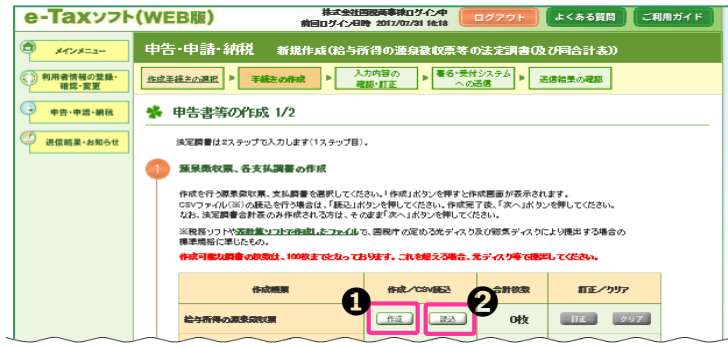 e-Taxソフト(WEB版)
株式会社国税商事様ログイン中
前回ログイン日時 2017/07/31 16:18
ログアウト
よくある質問
ご利用ガイド
メインメニュー
利用者情報の登録・
確認・変更
申告・申請・納税
送信結果・お知らせ
申告・申請・納税 新規作成(給与所得の源泉徴収票等の法定調書(及び同合計表))
作成手続きの選択
手続きの作成
入力内容の
確認・訂正
署名・受付システム
への送信
送信結果の確認
申告書等の作成 1/2
法定調書は2ステップで入力します(1ステップ目)。
1 源泉徴収票、各支払調書の作成
作成を行う源泉徴収票、支払調書を選択してください。「作成」ボタンを押すと作成画面が表示されます。
CSVファイル(※)の読込を行う場合は、「読込」ボタンを押してください。作成完了後、「次へ」ボタンを押してください。
なお、法定調書合計表のみ作成される方は、そのまま「次へ」ボタンを押してください。
※税務ソフトや表計算ソフトで作成したファイルで、国税庁の定める光ディスク及び磁気ディスクにより提出する場合の
標準規格に準じたもの。
作成可能な調書の枚数は、100枚までとなっております。これを超える場合、光ディスク等で提出してください。
作成帳票
作成/CSV読込
合計枚数
訂正/クリア
❶
❷
給与所得の源泉徴収票
作成
読込
0枚
訂正
クリア